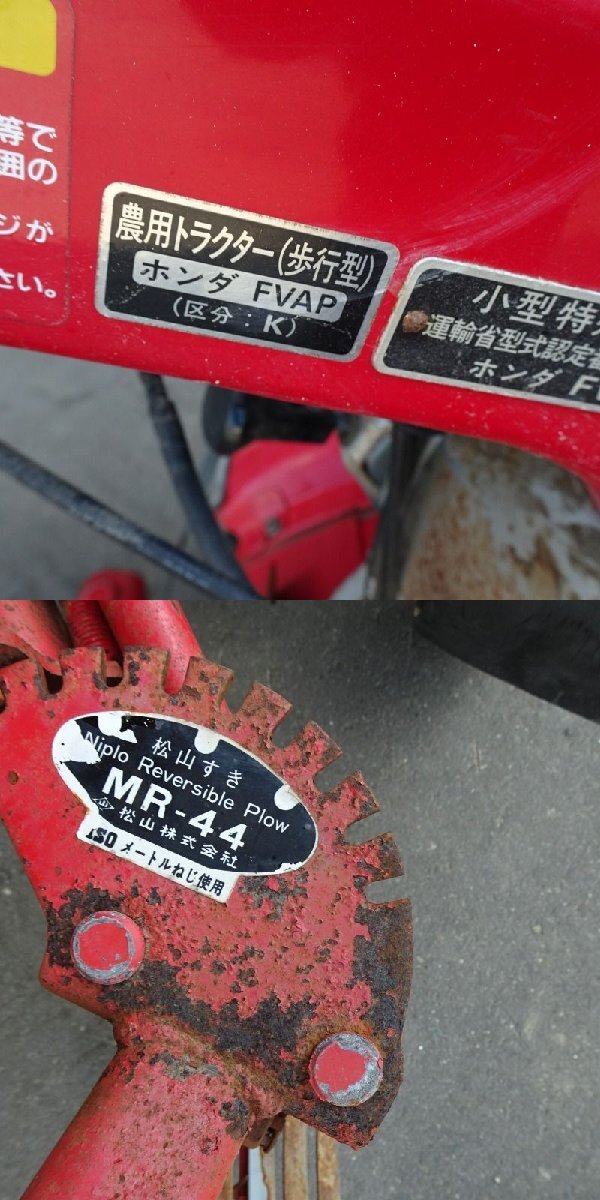 等で
囲の
ジが
さい。
農用トラクター(歩行型)
ホンダ FVAP
(区分:K)
小型特
運輸省型式認定番
ホンダ F
松山すき
Niplo Reversible Plow
MR-44
松山株式会社
ISO メートルねじ使用